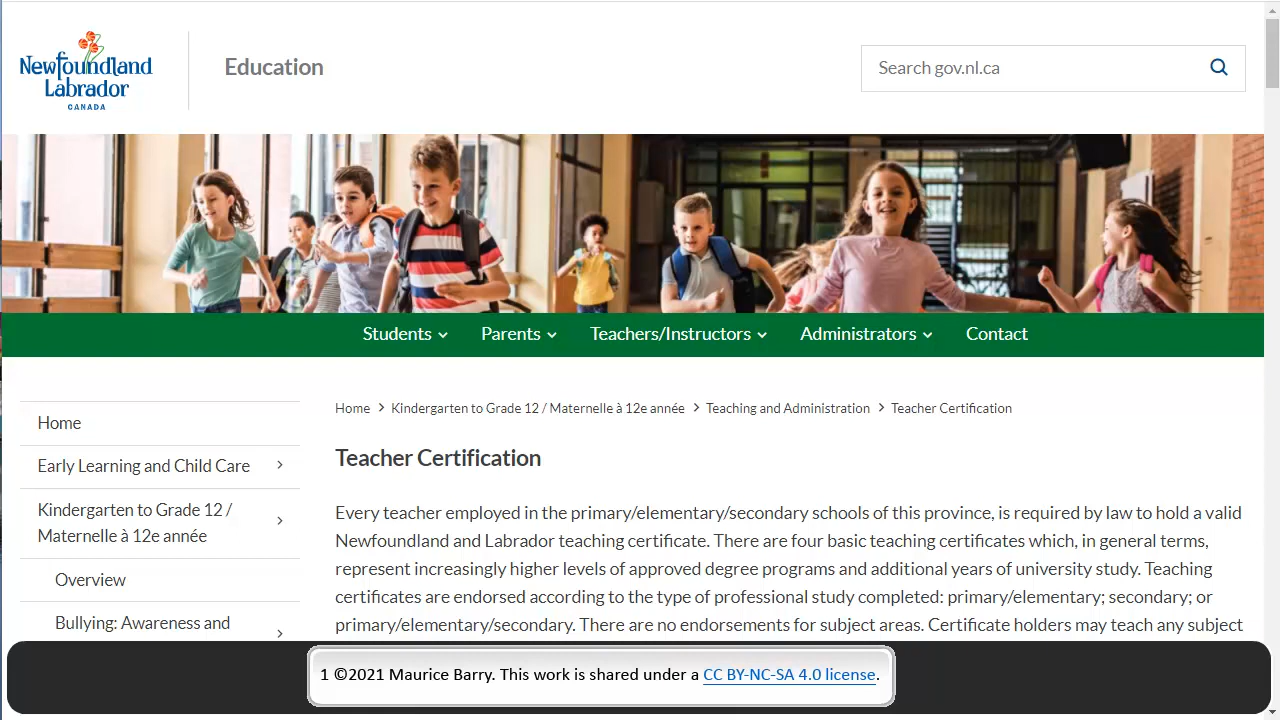 Newfoundland
Labrador
CANADA
Education
Search gov.nl.ca
Students
Parents
Teachers/Instructors
Administrators
Contact
Home
Early Learning and Child Care
Kindergarten to Grade 12 /
Maternelle à 12e année
Overview
Bullying: Awareness and
Home > Kindergarten to Grade 12 / Maternelle à 12e année > Teaching and Administration > Teacher Certification
Teacher Certification
Every teacher employed in the primary/elementary/secondary schools of this province, is required by law to hold a valid
Newfoundland and Labrador teaching certificate. There are four basic teaching certificates which, in general terms,
represent increasingly higher levels of approved degree programs and additional years of university study. Teaching
certificates are endorsed according to the type of professional study completed: primary/elementary; secondary; or
primary/elementary/secondary. There are no endorsements for subject areas. Certificate holders may teach any subject
1 ©2021 Maurice Barry. This work is shared under a CC BY-NC-SA 4.0 license.